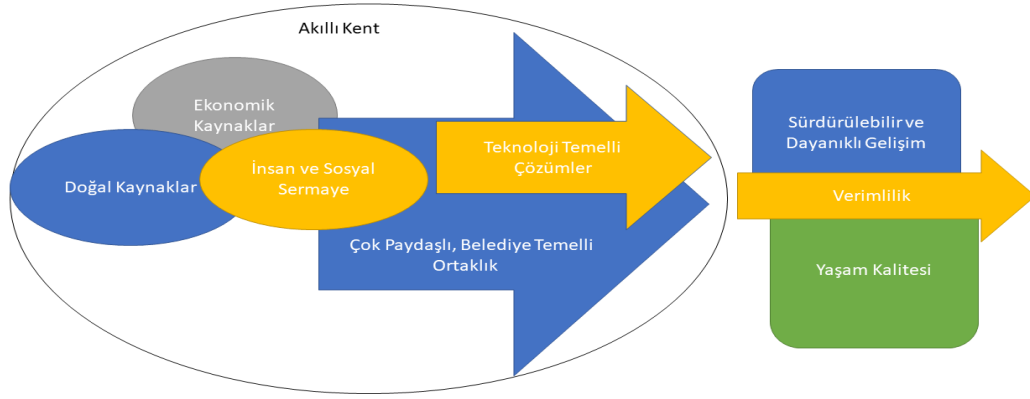 Akıllı Kent
Ekonomik
Kaynaklar
Doğal Kaynaklar
İnsan ve Sosyal
Sermaye
Teknoloji Temelli
Çözümler
Çok Paydaşlı, Belediye Temelli
Ortaklık
Sürdürülebilir ve
Dayanıklı Gelişim
Verimlilik
Yaşam Kalitesi